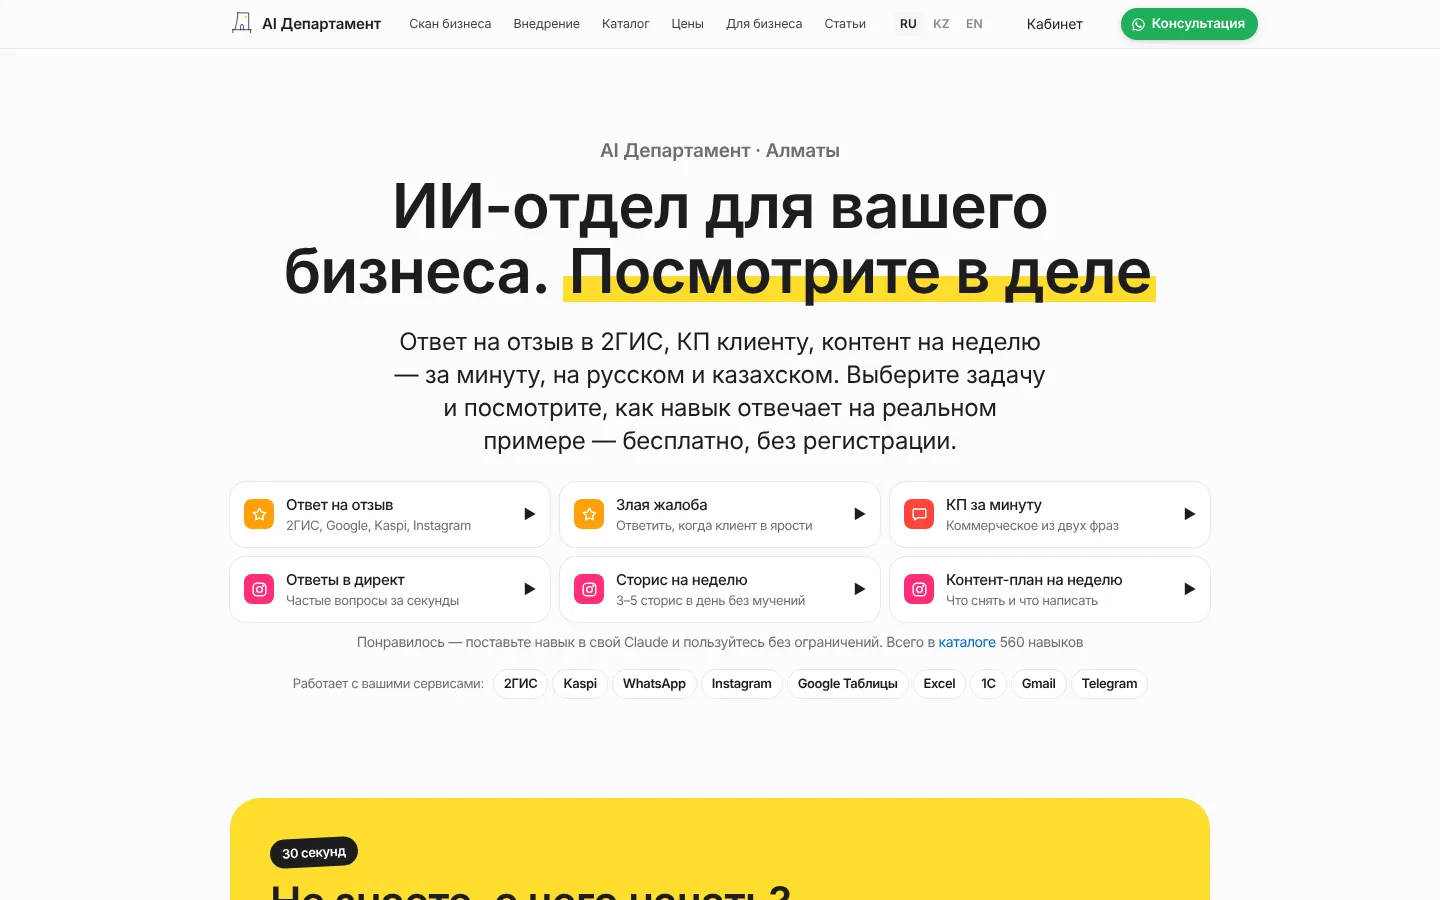 AI Департамент
Скан бизнеса
Внедрение
Каталог
Цены
Для бизнеса
Статьи
RU
KZ
EN
Кабинет
Консультация
AI Департамент · Алматы
ИИ-отдел для вашего
бизнеса. Посмотрите в деле
Ответ на отзыв в 2ГИС, КП клиенту, контент на неделю
— за минуту, на русском и казахском. Выберите задачу
и посмотрите, как навык отвечает на реальном
примере — бесплатно, без регистрации.
Ответ на отзыв
2ГИС, Google, Kaspi, Instagram
Злая жалоба
Ответить, когда клиент в ярости
КП за минуту
Коммерческое из двух фраз
Ответы в директ
Частые вопросы за секунды
Сторис на неделю
3–5 сторис в день без мучений
Контент-план на неделю
Что снять и что написать
Понравилось — поставьте навык в свой Claude и пользуйтесь без ограничений. Всего в каталоге 560 навыков
Работает с вашими сервисами:
2ГИС
Kaspi
WhatsApp
Instagram
Google Таблицы
Excel
1С
Gmail
Telegram
30 секунд
Не знаете, с чего начать?